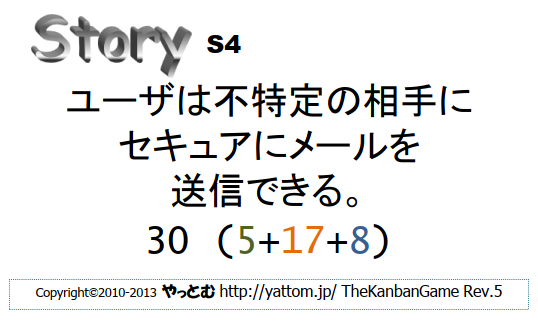 Story S4
ユーザは不特定の相手に
セキュアにメールを
送信できる。
30 (5+17+8)
Copyright©2010-2013 やっとむ http://yattom.jp/ TheKanbanGame Rev.5